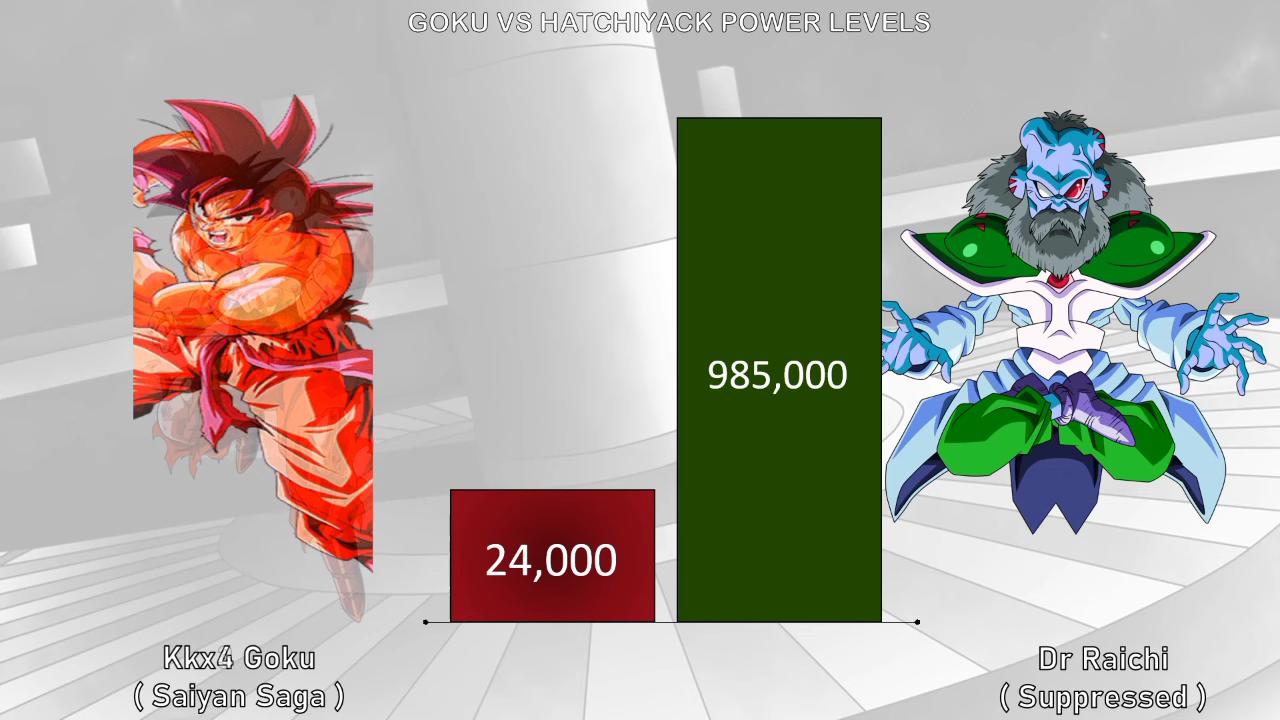 GOKU VS HATCHIYACK POWER LEVELS
985,000
24,000
Kkx4 Goku
( Saiyan Saga )
Dr Raichi
( Suppressed )